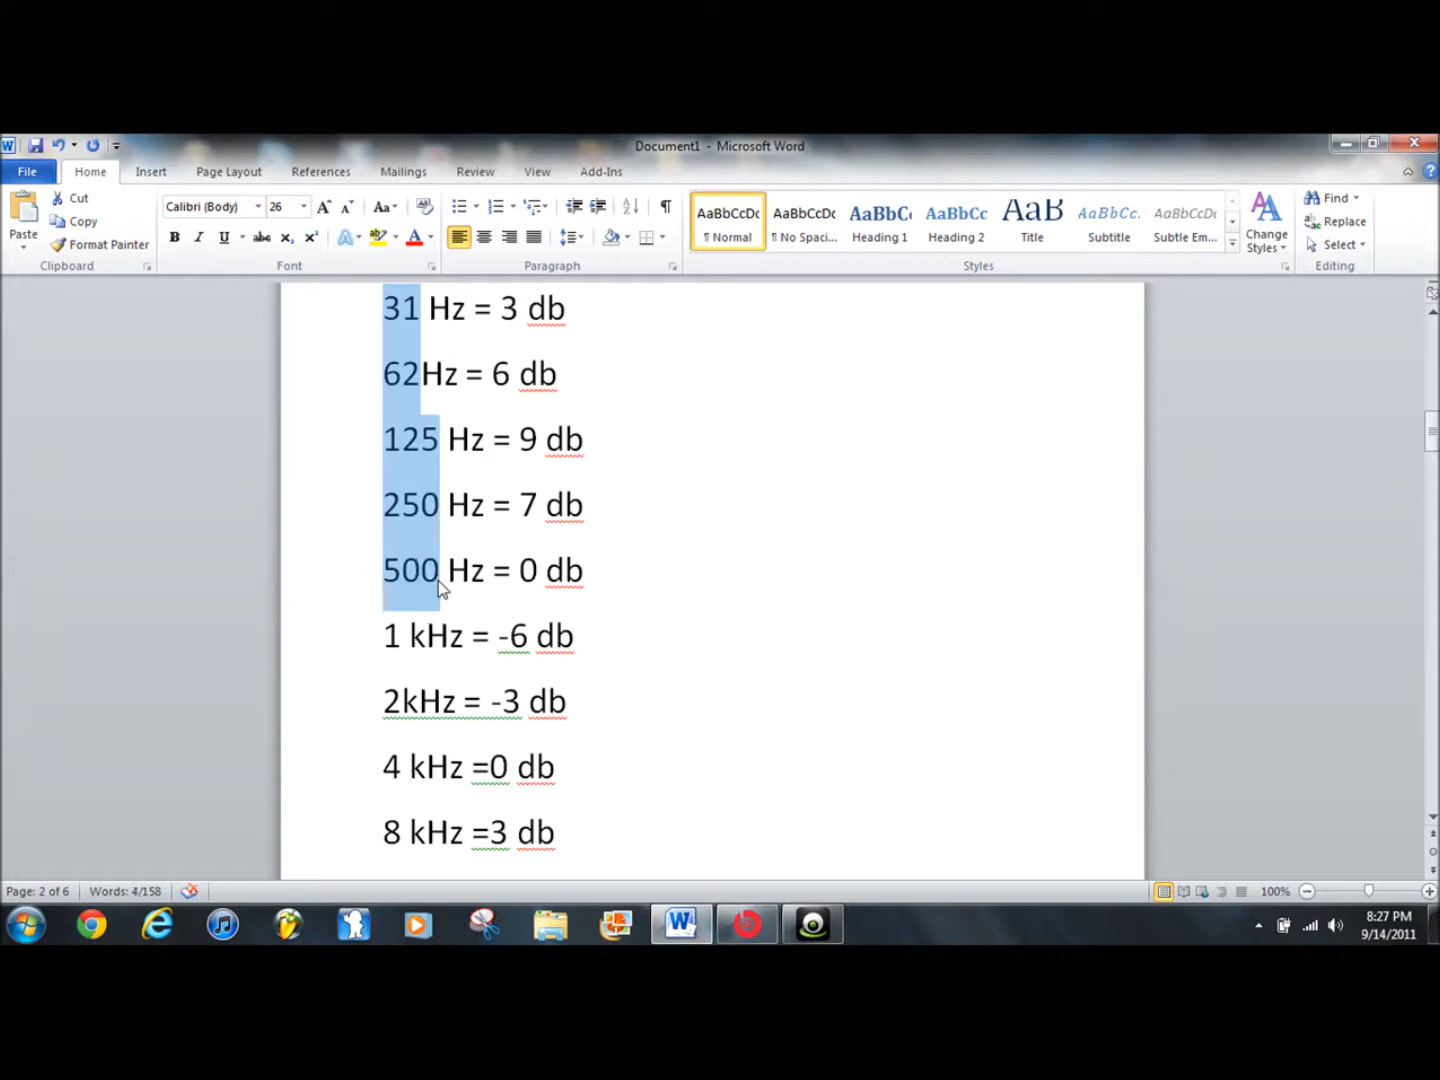 Document1 - Microsoft Word
File Home Insert Page Layout References Mailings Review View Add-Ins
Paste
Cut
Copy
Format Painter
Clipboard
Calibri (Body) 26
Font
Paragraph
AaBbCcDc AaBbCcDc AaBbC( AaBbCc AaB AaBbCc. AaBbCcDc
¶ Normal ¶ No Spaci... Heading 1 Heading 2 Title Subtitle Subtle Em...
Change Styles
Styles
Find
Replace
Select
Editing
31 Hz = 3 db
62Hz = 6 db
125 Hz = 9 db
250 Hz = 7 db
500 Hz = 0 db
1 kHz = -6 db
2kHz = -3 db
4 kHz =0 db
8 kHz =3 db
Page: 2 of 6 Words: 4/158 100%
8:27 PM
9/14/2011